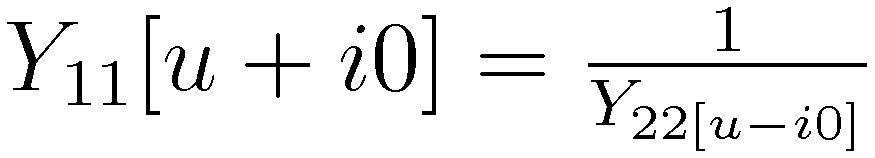 Y_{11}[u + i0] = \frac{1}{Y_{22[u-i0]}}